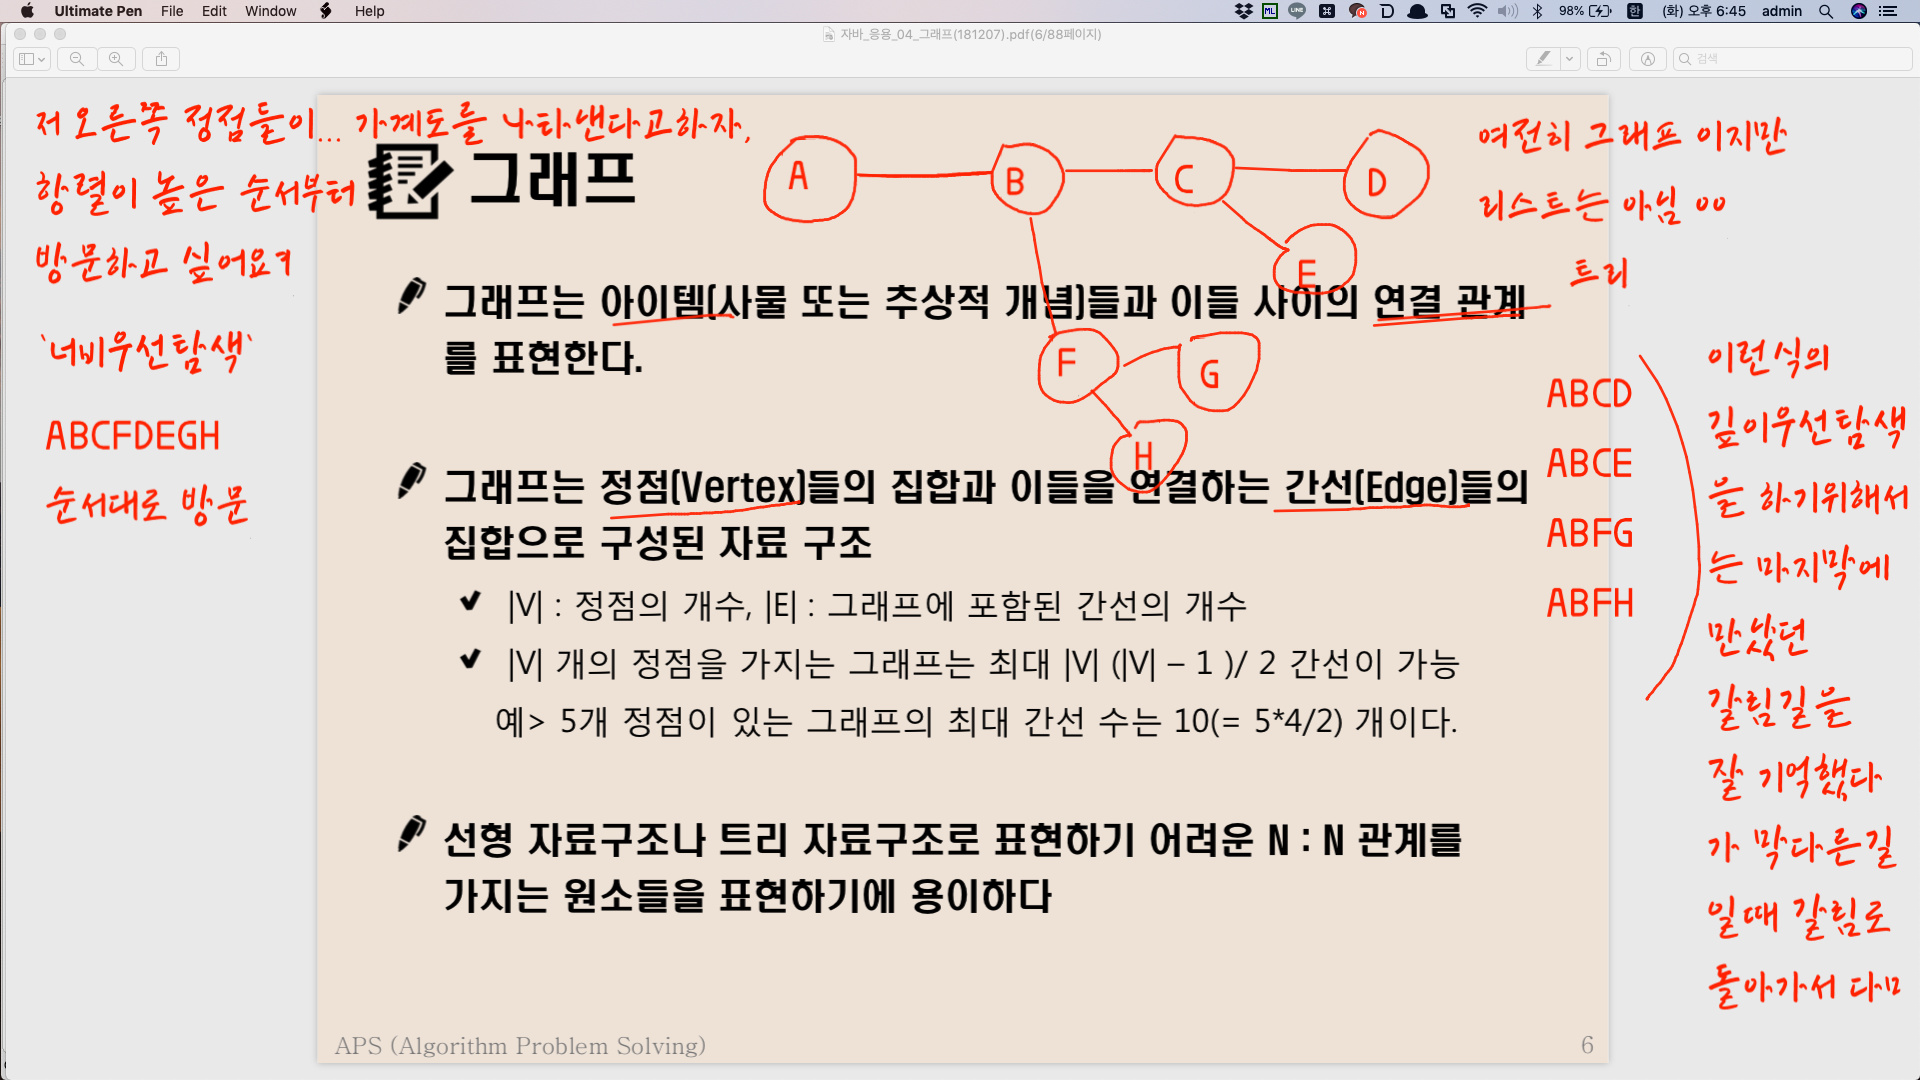 Ultimate Pen File Edit Window Help
98% 한 (화) 오후 6:45 admin
자바_응용_04_그래프(181207).pdf(6/88페이지)
검색
저 오른쪽 정점들이... 가계도를 나타낸다고하자,
항렬이 높은 순서부터
방문하고 싶어요ㅋ
'너비우선탐색'
ABCFDEGH
순서대로 방문
그래프
A B C D
E
F G
H
그래프는 아이템(사물 또는 추상적 개념)들과 이들 사이의 연결 관계
를 표현한다.
그래프는 정점(Vertex)들의 집합과 이들을 연결하는 간선(Edge)들의
집합으로 구성된 자료 구조
|V| : 정점의 개수, |E| : 그래프에 포함된 간선의 개수
|V| 개의 정점을 가지는 그래프는 최대 |V| (|V| – 1 )/ 2 간선이 가능
예> 5개 정점이 있는 그래프의 최대 간선 수는 10(= 5*4/2) 개이다.
선형 자료구조나 트리 자료구조로 표현하기 어려운 N : N 관계를
가지는 원소들을 표현하기에 용이하다
APS (Algorithm Problem Solving)
6
여전히 그래프 이지만
리스트는 아님 ㅇㅇ
트리
ABCD
ABCE
ABFG
ABFH
이런식의
깊이우선탐색
을 하기위해서
는 마지막에
만났던
갈림길을
잘 기억했다
가 막다른길
일때 갈림로
돌아가서 다ㅁ